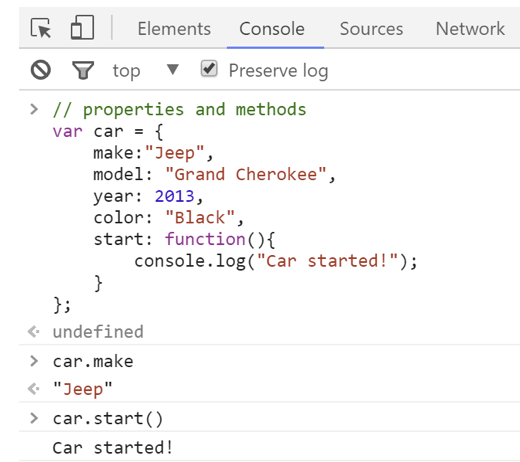 Elements Console Sources Network
top Preserve log
// properties and methods
var car = {
    make:"Jeep",
    model: "Grand Cherokee",
    year: 2013,
    color: "Black",
    start: function(){
        console.log("Car started!");
    }
};
undefined
car.make
"Jeep"
car.start()
Car started!